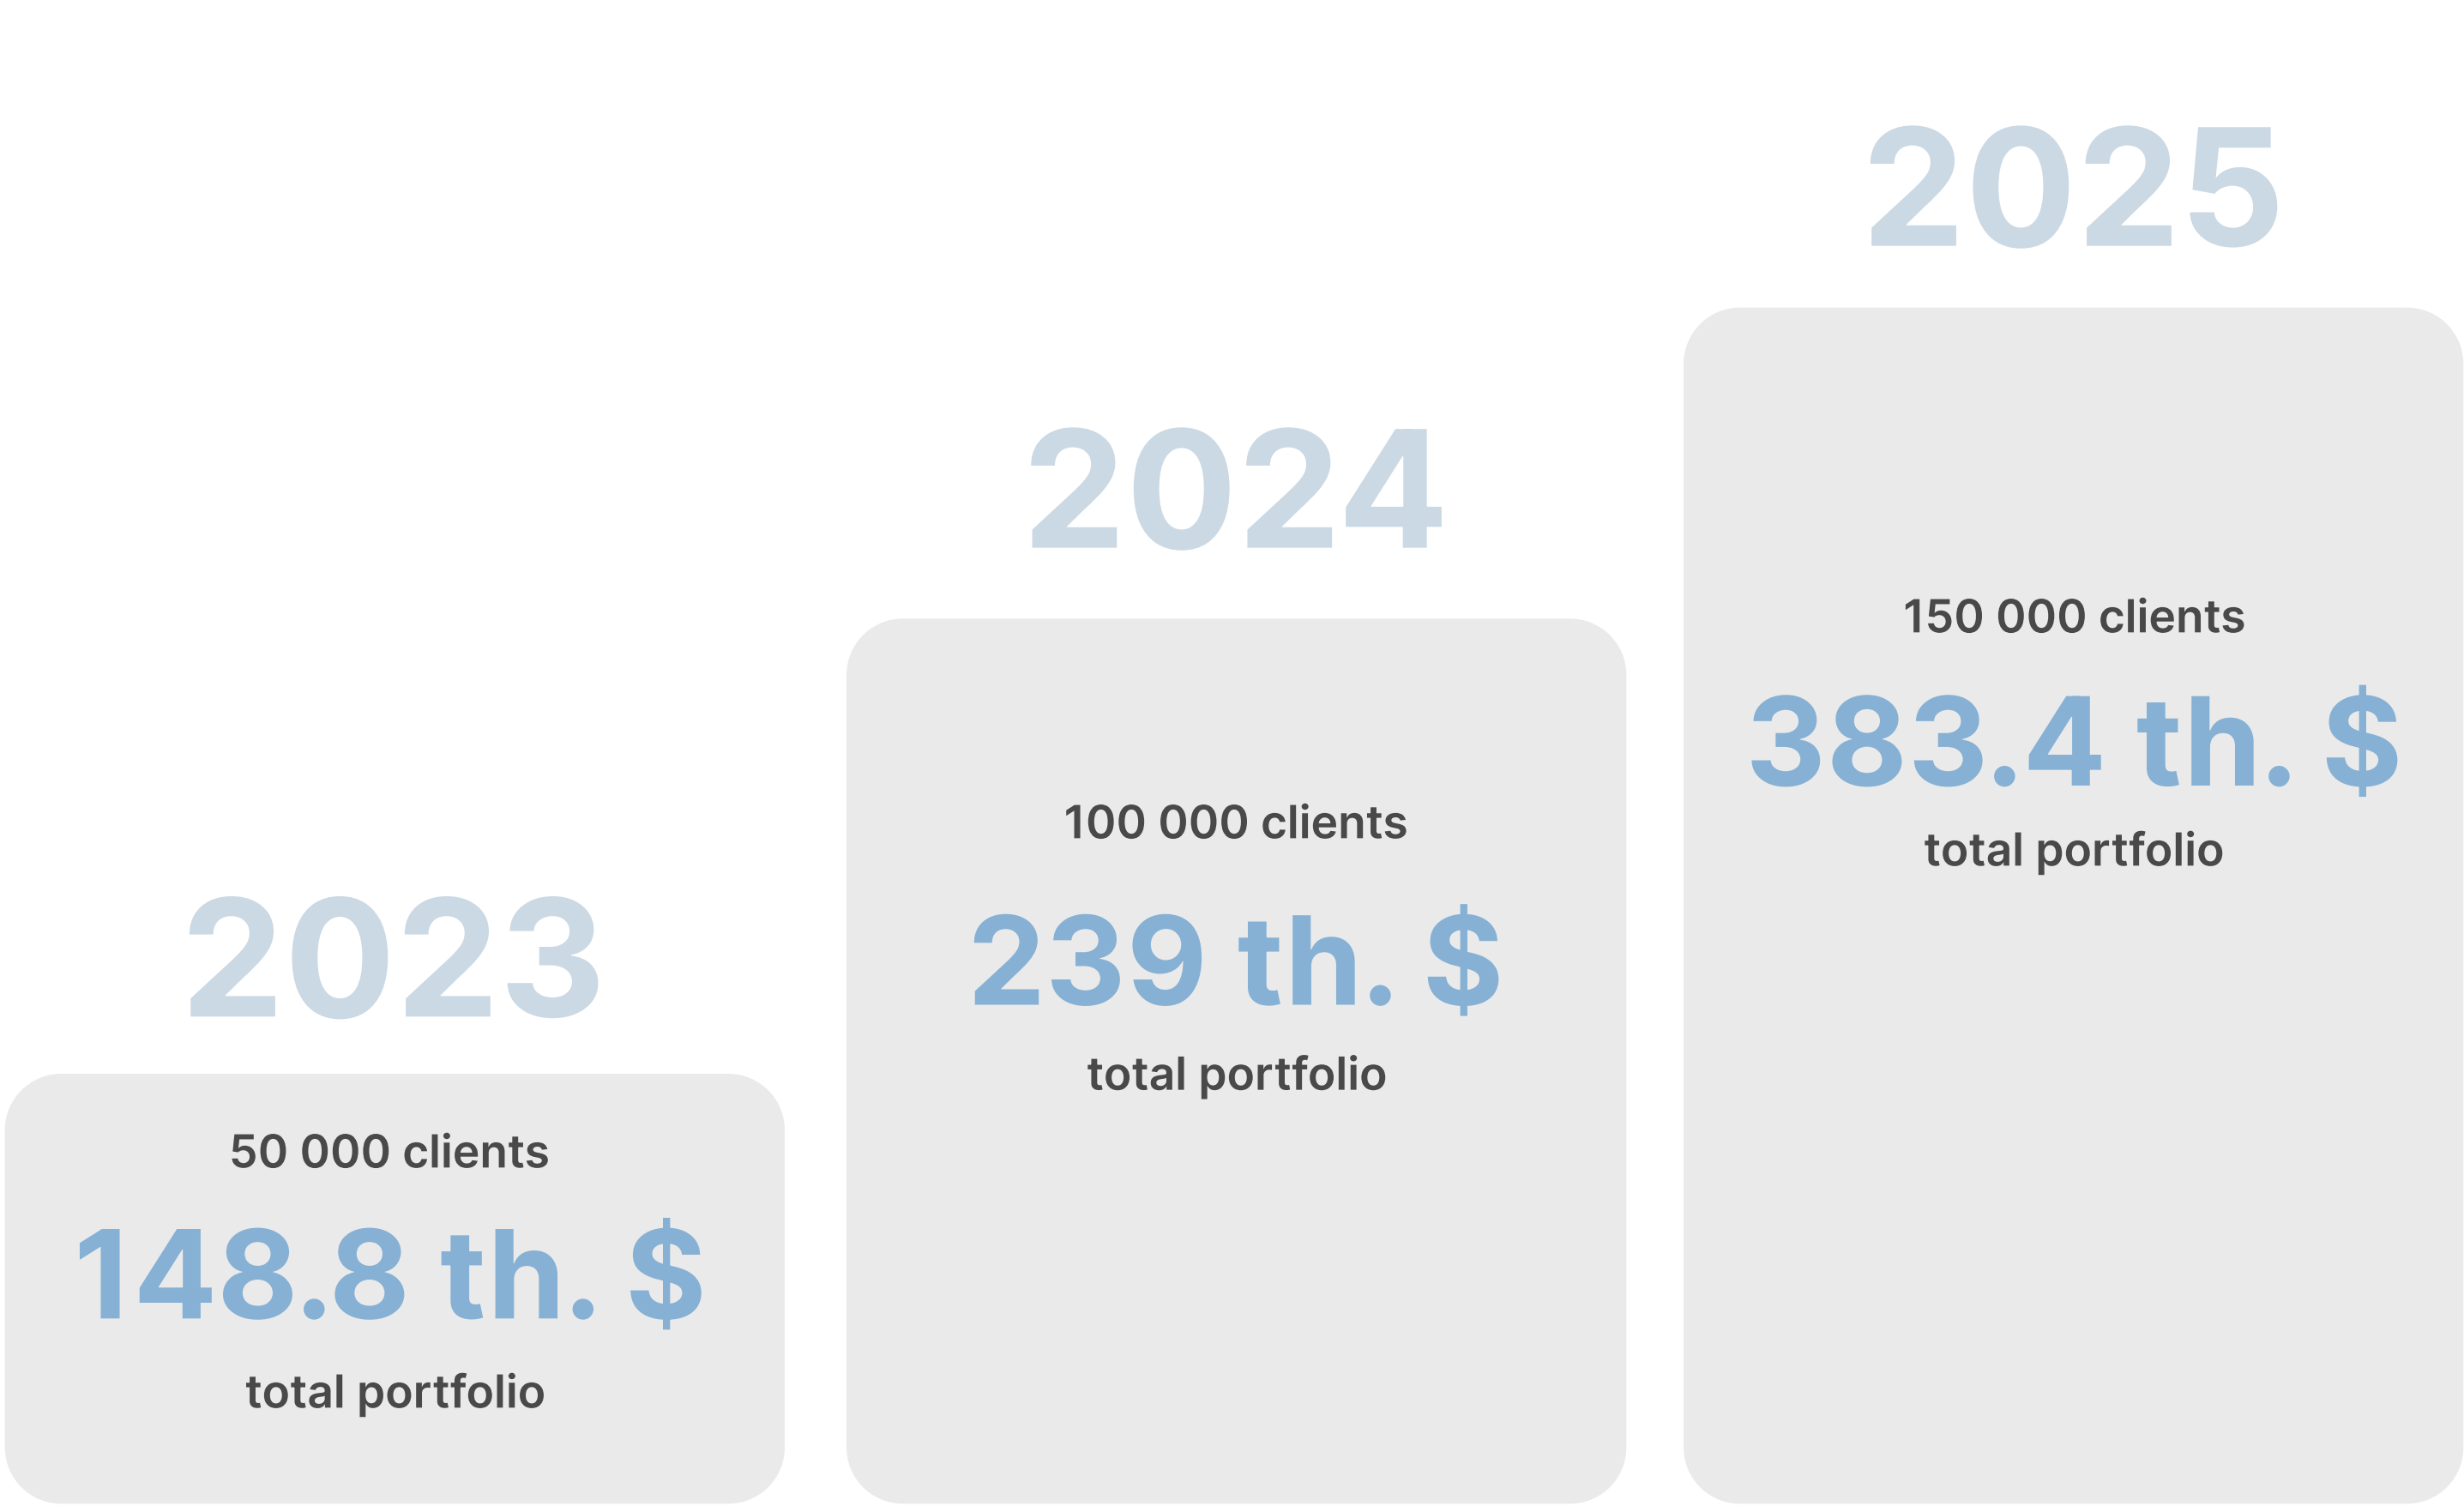 2023
50 000 clients
148.8 th. $
total portfolio
2024
100 000 clients
239 th. $
total portfolio
2025
150 000 clients
383.4 th. $
total portfolio